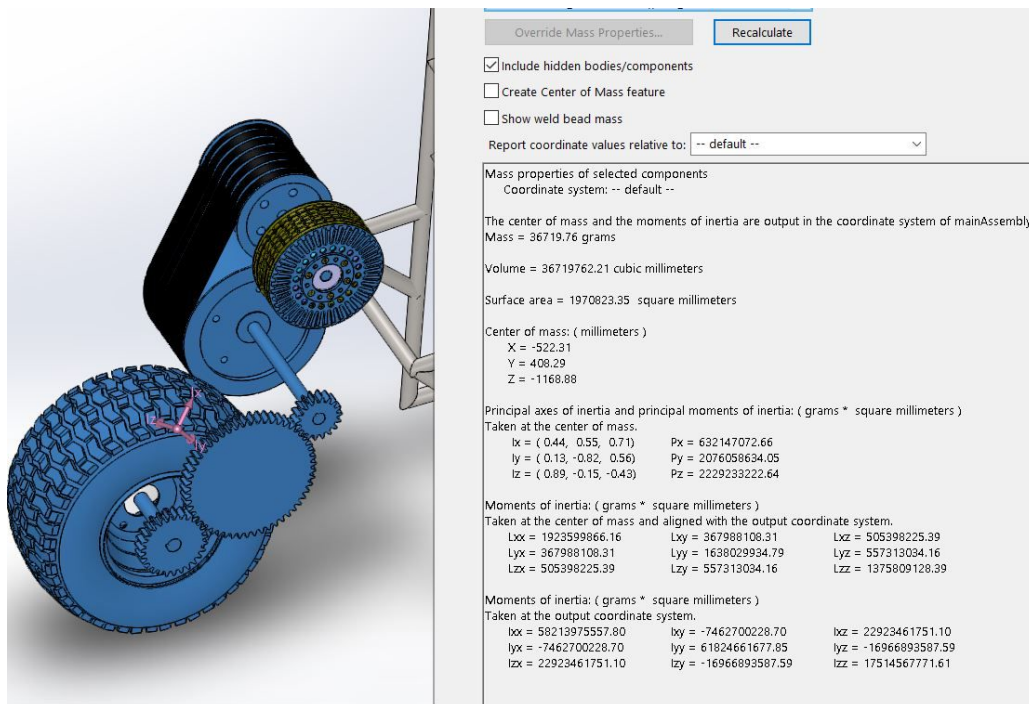 Override Mass Properties...
Recalculate
Include hidden bodies/components
Create Center of Mass feature
Show weld bead mass
Report coordinate values relative to: -- default --
Mass properties of selected components
Coordinate system: -- default --
The center of mass and the moments of inertia are output in the coordinate system of mainAssembly
Mass = 36719.76 grams
Volume = 36719762.21 cubic millimeters
Surface area = 1970823.35 square millimeters
Center of mass: ( millimeters )
X = -522.31
Y = 408.29
Z = -1168.88
Principal axes of inertia and principal moments of inertia: ( grams * square millimeters )
Taken at the center of mass.
Ix = ( 0.44, 0.55, 0.71) Px = 632147072.66
Iy = ( 0.13, -0.82, 0.56) Py = 2076058634.05
Iz = ( 0.89, -0.15, -0.43) Pz = 2229233222.64
Moments of inertia: ( grams * square millimeters )
Taken at the center of mass and aligned with the output coordinate system.
Lxx = 1923599866.16 Lxy = 367988108.31 Lxz = 505398225.39
Lyx = 367988108.31 Lyy = 1638029934.79 Lyz = 557313034.16
Lzx = 505398225.39 Lzy = 557313034.16 Lzz = 1375809128.39
Moments of inertia: ( grams * square millimeters )
Taken at the output coordinate system.
Ixx = 58213975557.80 Ixy = -7462700228.70 Ixz = 22923461751.10
Iyx = -7462700228.70 Iyy = 61824661677.85 Iyz = -16966893587.59
Izx = 22923461751.10 Izy = -16966893587.59 Izz = 17514567771.61